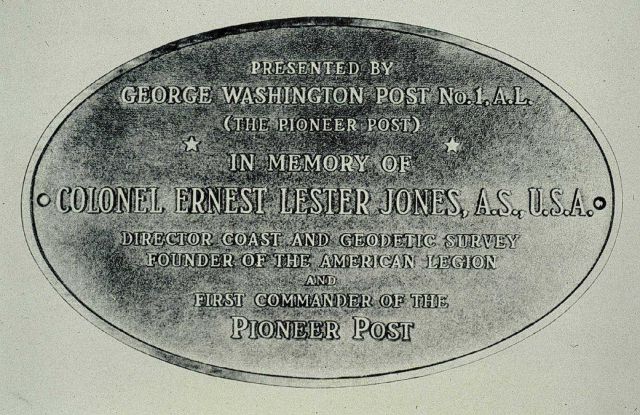 PRESENTED BY
GEORGE WASHINGTON POST NO. 1, A.L.
(THE PIONEER POST)
IN MEMORY OF
COLONEL ERNEST LESTER JONES, A.S., U.S.A.
DIRECTOR COAST AND GEODETIC SURVEY
FOUNDER OF THE AMERICAN LEGION
AND
FIRST COMMANDER OF THE
PIONEER POST